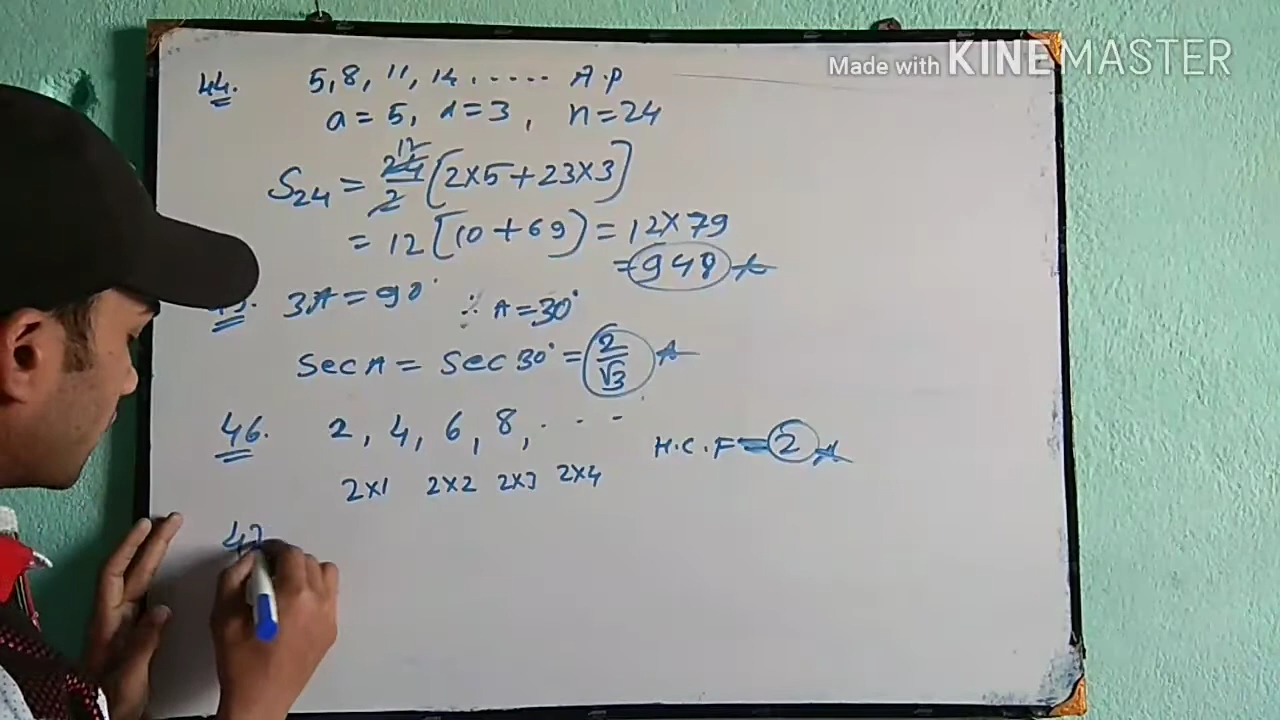 Made with KINEMASTER
44. 5, 8, 11, 14 ..... A.P
a = 5, d = 3, n = 24
S₂₄ = 24/2 12 (2×5 + 23×3)
= 12 (10 + 69) = 12 × 79
= 948
3A = 90° ∴ A = 30°
Sec A = Sec 30° = 2/√3
46. 2, 4, 6, 8, . . . H.C.F = 2
2×1 2×2 2×3 2×4
47